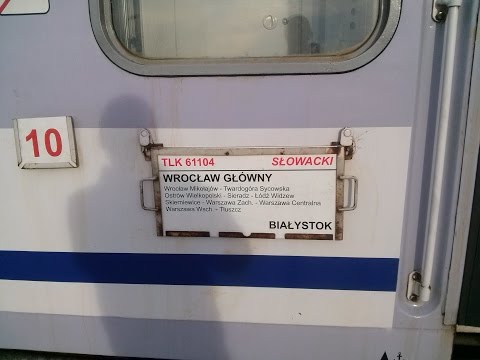 10
TLK 61104 SŁOWACKI
WROCŁAW GŁÓWNY
Wrocław Mikołajów - Twardogóra Sycowska
Ostrów Wielkopolski - Sieradz - Łódź Widzew
Skierniewice - Warszawa Zach. - Warszawa Centralna
Warszawa Wsch. - Tłuszcz
BIAŁYSTOK